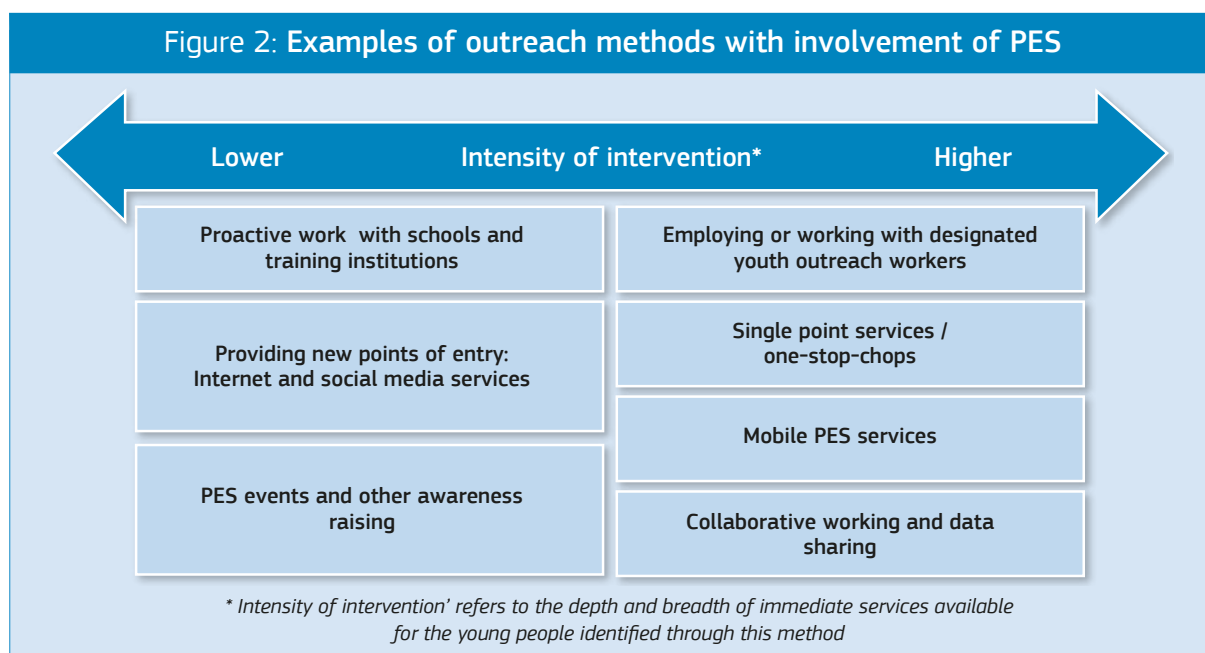 Figure 2: Examples of outreach methods with involvement of PES
Lower
Intensity of intervention*
Higher
Proactive work with schools and
training institutions
Providing new points of entry:
Internet and social media services
PES events and other awareness
raising
Employing or working with designated
youth outreach workers
Single point services /
one-stop-chops
Mobile PES services
Collaborative working and data
sharing
* Intensity of intervention’ refers to the depth and breadth of immediate services available
for the young people identified through this method